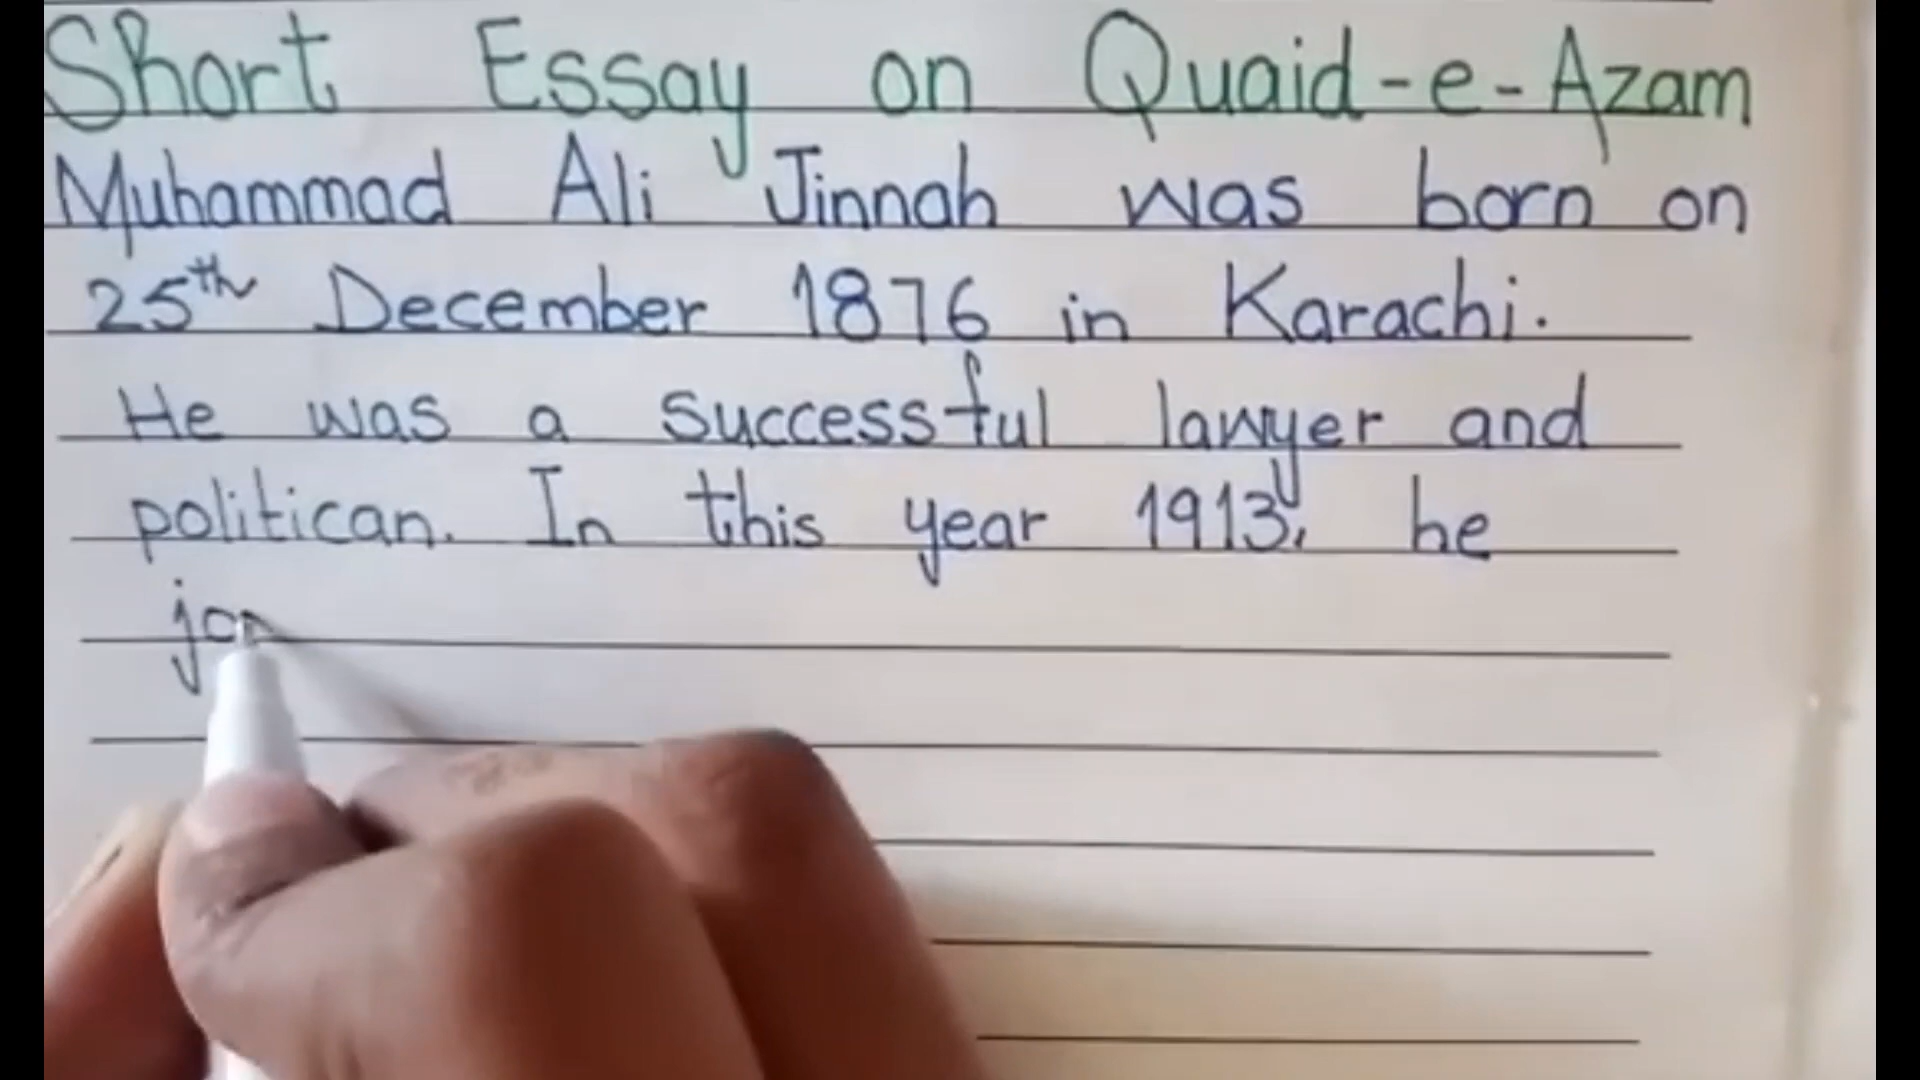 Short Essay on Quaid-e-Azam
Muhammad Ali Jinnah was born on
25th December 1876 in Karachi.
He was a successful lawyer and
politican. In this year 1913, he